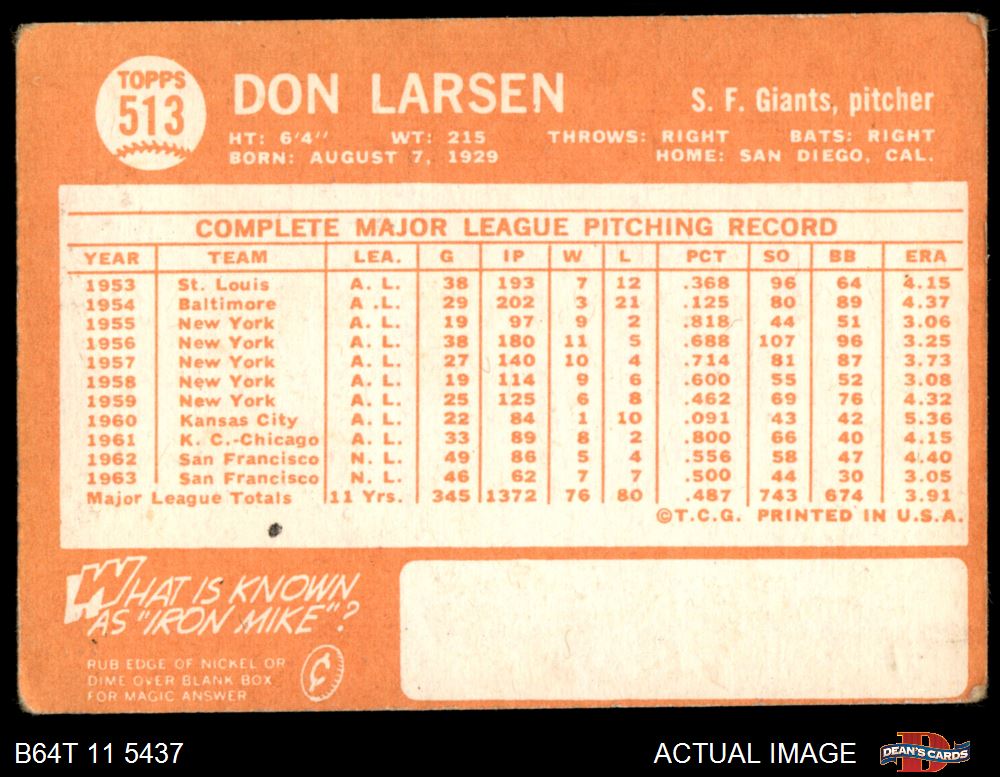 TOPPS
513
DON LARSEN
S. F. Giants, pitcher
HT: 6'4" WT: 215 THROWS: RIGHT BATS: RIGHT
BORN: AUGUST 7, 1929 HOME: SAN DIEGO, CAL.
COMPLETE MAJOR LEAGUE PITCHING RECORD
YEAR TEAM LEA. G IP W L PCT SO BB ERA
1953 St. Louis A. L. 38 193 7 12 .368 96 64 4.15
1954 Baltimore A .L. 29 202 3 21 .125 80 89 4.37
1955 New York A. L. 19 97 9 2 .818 44 51 3.06
1956 New York A. L. 38 180 11 5 .688 107 96 3.25
1957 New York A. L. 27 140 10 4 .714 81 87 3.73
1958 New York A. L. 19 114 9 6 .600 55 52 3.08
1959 New York A. L. 25 125 6 8 .462 69 76 4.32
1960 Kansas City A. L. 22 84 1 10 .091 43 42 5.36
1961 K. C.-Chicago A. L. 33 89 8 2 .800 66 40 4.15
1962 San Francisco N. L. 49 86 5 4 .556 58 47 4.40
1963 San Francisco N. L. 46 62 7 7 .500 44 30 3.05
Major League Totals 11 Yrs. 345 1372 76 80 .487 743 674 3.91
©T.C.G. PRINTED IN U.S.A.
WHAT IS KNOWN
AS "IRON MIKE"?
RUB EDGE OF NICKEL OR
DIME OVER BLANK BOX
FOR MAGIC ANSWER
¢
B64T 11 5437
ACTUAL IMAGE
DEAN'S CARDS